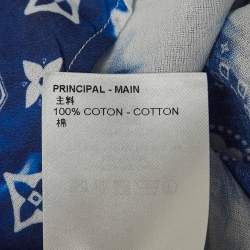 PRINCIPAL - MAIN
主料
100% COTON - COTTON
棉